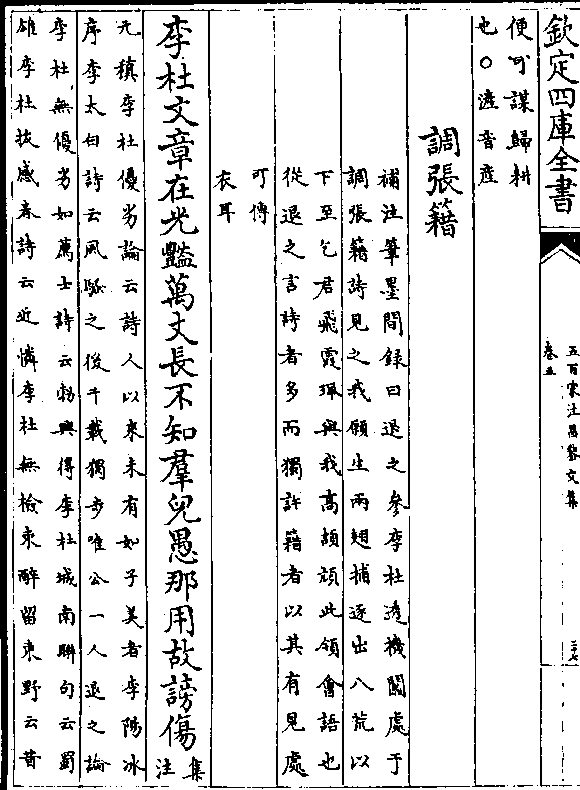 欽定四庫全書
五百家注昌黎文集
卷五
便可謀歸耕
也○滻音產
調張籍
補注筆墨間録曰退之參李杜透機關處于
調張籍詩見之我願生兩翅捕逐出八荒以
下至乞君飛霞珮與我高頡頏此領會語也
從退之言詩者多而獨許籍者以其有見處
可傳
衣耳
李杜文章在光豔萬丈長不知羣兒愚那用故謗傷
集
注
元稹李杜優劣論云詩人以來未有如子美者李陽冰
序李太白詩云風騷之後千載獨步唯公一人退之論
李杜無優劣如薦士詩云勃興得李杜城南聯句云蜀
雄李杜拔感春詩云近憐李杜無檢束醉留東野云昔